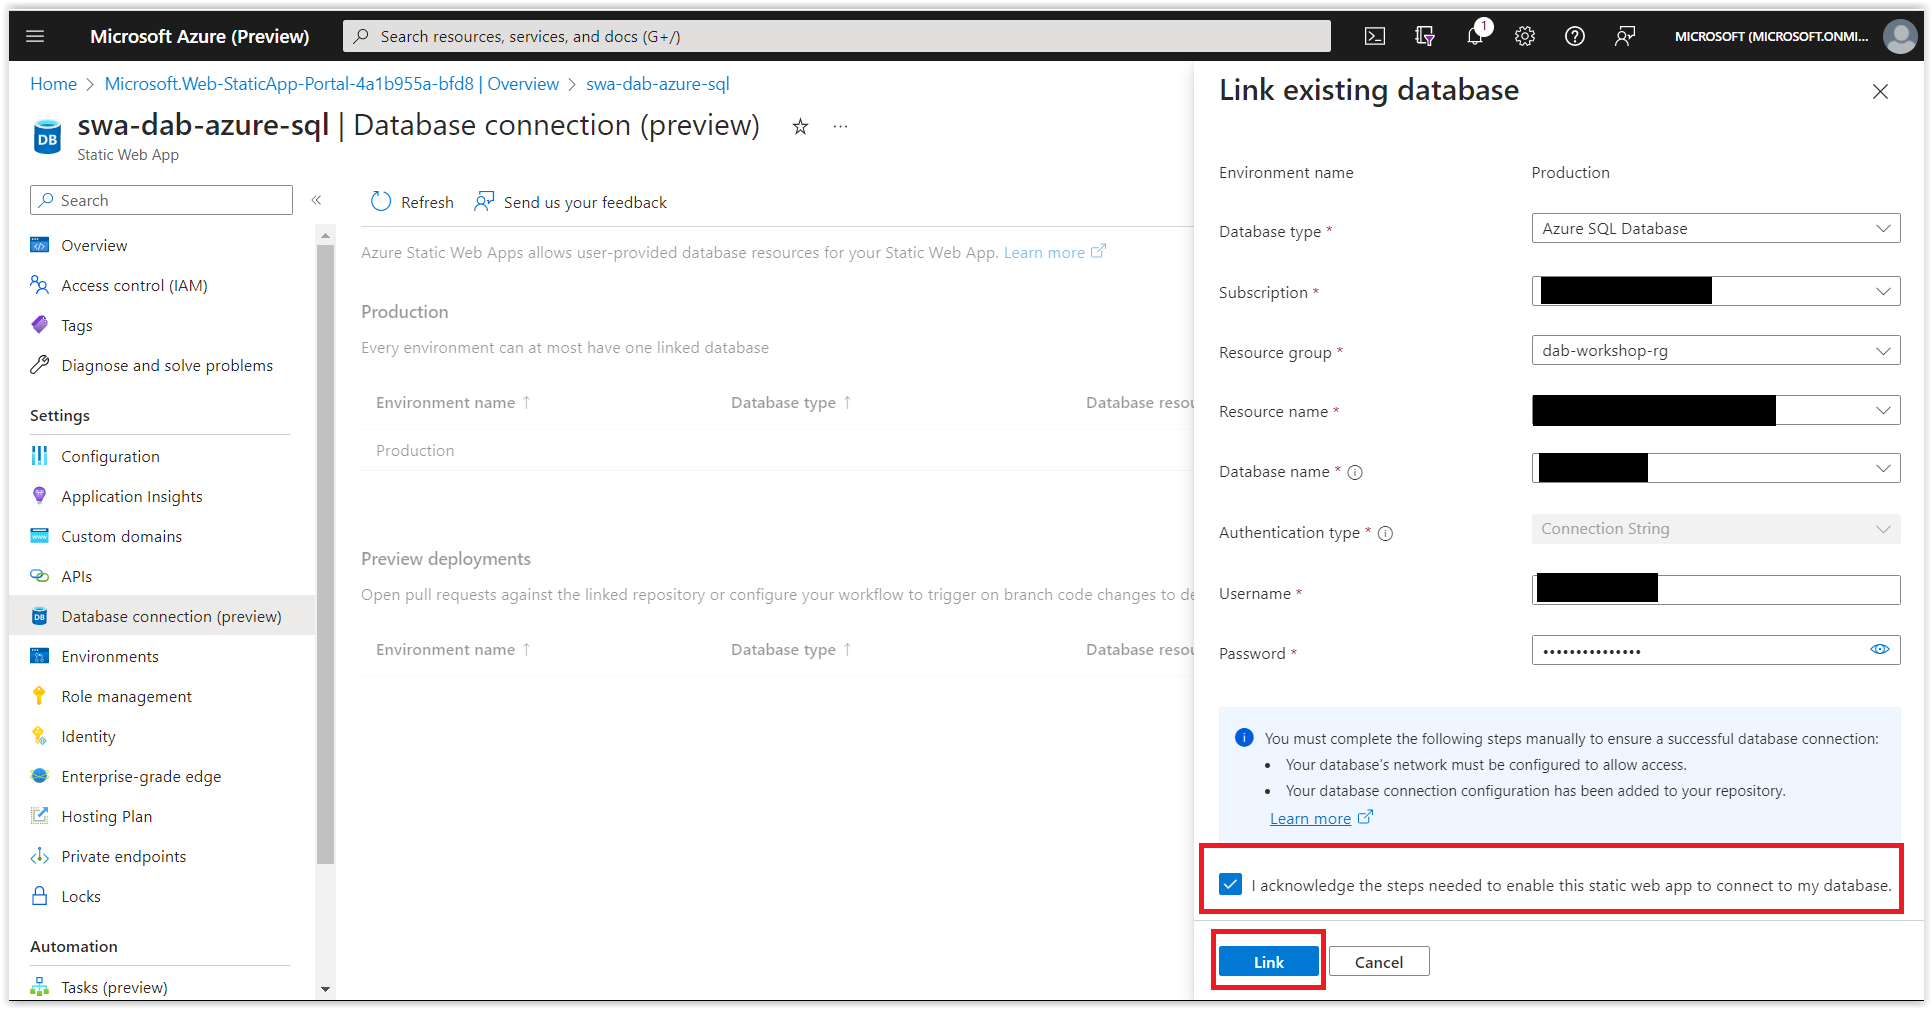 Microsoft Azure (Preview)
Search resources, services, and docs (G+/)
1
MICROSOFT (MICROSOFT.ONMI...
Home > Microsoft.Web-StaticApp-Portal-4a1b955a-bfd8 | Overview > swa-dab-azure-sql
DB
swa-dab-azure-sql | Database connection (preview)
Static Web App
Search
«
Overview
Access control (IAM)
Tags
Diagnose and solve problems
Settings
Configuration
Application Insights
Custom domains
APIs
Database connection (preview)
Environments
Role management
Identity
Enterprise-grade edge
Hosting Plan
Private endpoints
Locks
Automation
Tasks (preview)
Refresh
Send us your feedback
Azure Static Web Apps allows user-provided database resources for your Static Web App. Learn more
Production
Every environment can at most have one linked database
Environment name ↑ Database type ↑ Database resou
Production
Preview deployments
Open pull requests against the linked repository or configure your workflow to trigger on branch code changes to de
Environment name ↑ Database type ↑ Database resou
Link existing database
Environment name Production
Database type * Azure SQL Database
Subscription *
Resource group * dab-workshop-rg
Resource name *
Database name *
Authentication type * Connection String
Username *
Password * •••••••••••••••
You must complete the following steps manually to ensure a successful database connection:
• Your database's network must be configured to allow access.
• Your database connection configuration has been added to your repository.
Learn more
I acknowledge the steps needed to enable this static web app to connect to my database.
Link
Cancel